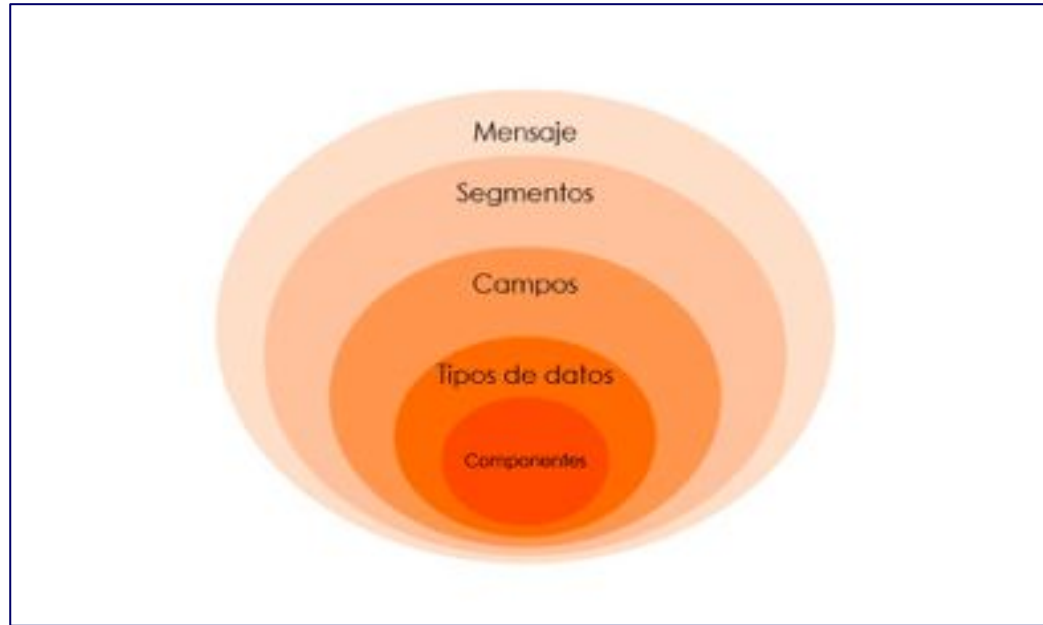 Mensaje
Segmentos
Campos
Tipos de datos
Componentes